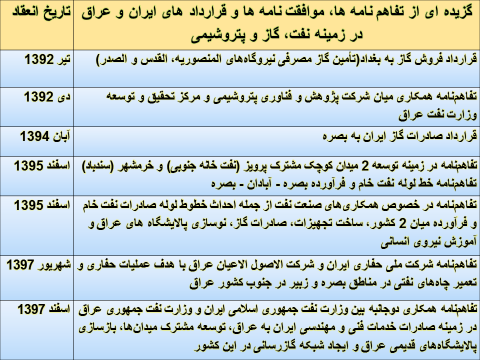 گزیده ای از تفاهم نامه ها، موافقت نامه ها و قرارداد های ایران و عراق
در زمینه نفت، گاز و پتروشیمی
تاریخ انعقاد
قرارداد فروش گاز به بغداد(تأمین گاز مصرفی نیروگاه‌های المنصوریه، القدس و الصدر)
تیر 1392
تفاهم‌نامه همکاری میان شرکت پژوهش و فناوری پتروشیمی و مرکز تحقیق و توسعه
وزارت نفت عراق
دی 1392
قرارداد صادرات گاز ایران به بصره
آبان 1394
تفاهم‌نامه در زمینه توسعه 2 میدان کوچک مشترک پرویز (نفت خانه جنوبی) و خرمشهر (سندباد)
تفاهم‌نامه خط لوله نفت خام و فرآورده بصره - آبادان - بصره
اسفند 1395
تفاهم‌نامه در خصوص همکاری‌های صنعت نفت از جمله احداث خطوط لوله صادرات نفت خام
و فرآورده میان 2 کشور، ساخت تجهیزات، صادرات گاز، نوسازی پالایشگاه های عراق و
آموزش نیروی انسانی
اسفند 1395
تفاهم‌نامه شرکت ملی حفاری ایران و شرکت الاصول الاعیان عراق با هدف عملیات حفاری و
تعمیر چاه‌های نفتی در مناطق بصره و زبیر در جنوب کشور عراق
شهریور 1397
تفاهم‌نامه همکاری دوجانبه بین وزارت نفت جمهوری اسلامی ایران و وزارت نفت جمهوری عراق
در زمینه صادرات خدمات فنی و مهندسی ایران به عراق، توسعه مشترک میدان‌ها، بازسازی
پالایشگاه‌های قدیمی عراق و ایجاد شبکه گازرسانی در این کشور
اسفند 1397